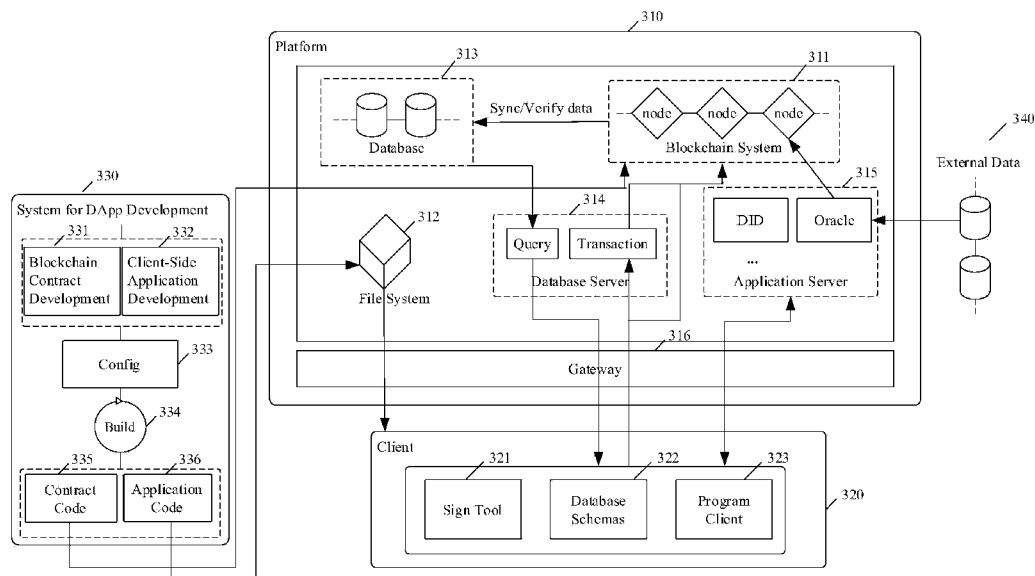 310
Platform
313
Database
Sync/Verify data
311
node
node
node
Blockchain System
340
External Data
330
System for DApp Development
331
332
Blockchain
Contract
Development
Client-Side
Application
Development
333
Config
334
Build
335
336
Contract
Code
Application
Code
312
File System
314
Query
Transaction
Database Server
315
DID
Oracle
...
Application Server
316
Gateway
Client
321
Sign Tool
322
Database
Schemas
323
Program
Client
320